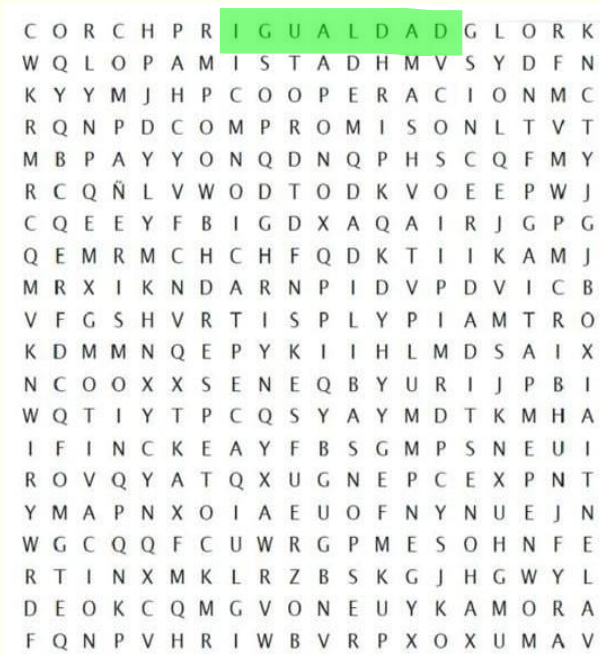 C O R C H P R I G U A L D A D G L O R K
W Q L O P A M I S T A D H M V S Y D F N
K Y Y M J H P C O O P E R A C I O N M C
R Q N P D C O M P R O M I S O N L T V T
M B P A Y Y O N Q D N Q P H S C Q F M Y
R C Q Ñ L V W O D T O D K V O E E P W J
C Q E E Y F B I G D X A Q A I R J G P G
Q E M R M C H C H F Q D K T I I K A M J
M R X I K N D A R N P I D V P D V I C B
V F G S H V R T I S P L Y P I A M T R O
K D M M N Q E P Y K I I H L M D S A I X
N C O O X X S E N E Q B Y U R I J P B I
W Q T I Y T P C Q S Y A Y M D T K M H A
I F I N C K E A Y F B S G M P S N E U I
R O V Q Y A T Q X U G N E P C E X P N T
Y M A P N X O I A E U O F N Y N U E J N
W G C Q Q F C U W R G P M E S O H N F E
R T I N X M K L R Z B S K G J H G W Y L
D E O K C Q M G V O N E U Y K A M O R A
F Q N P V H R I W B V R P X O X U M A V